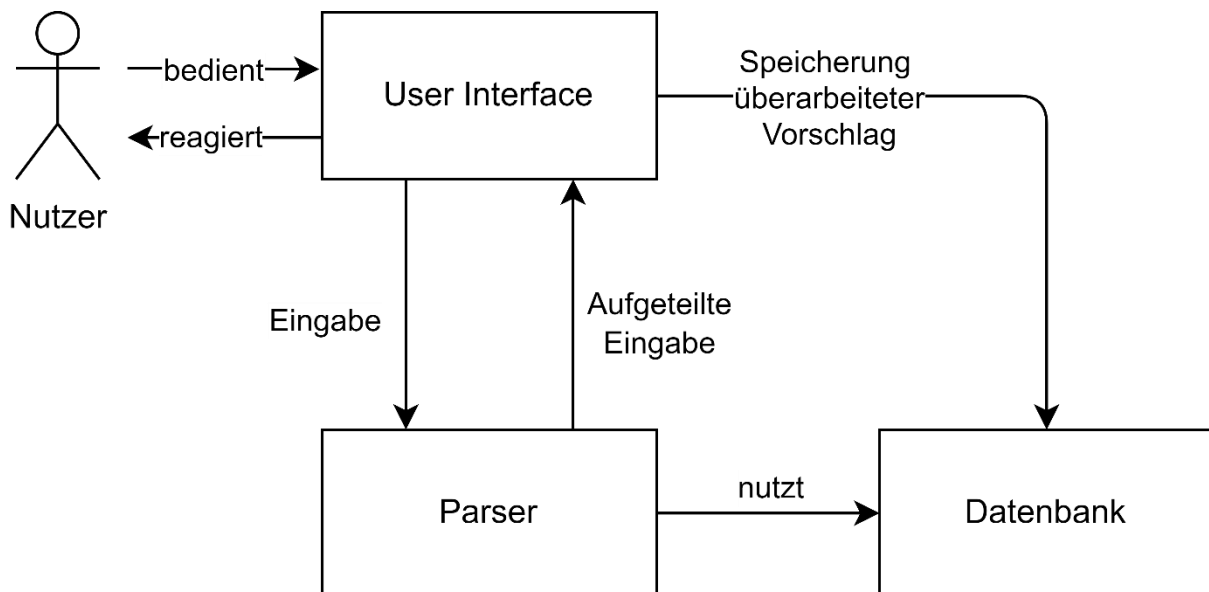 bedient
User Interface
Speicherung
überarbeiteter
Vorschlag
reagiert
Nutzer
Eingabe
Aufgeteilte
Eingabe
Parser
nutzt
Datenbank